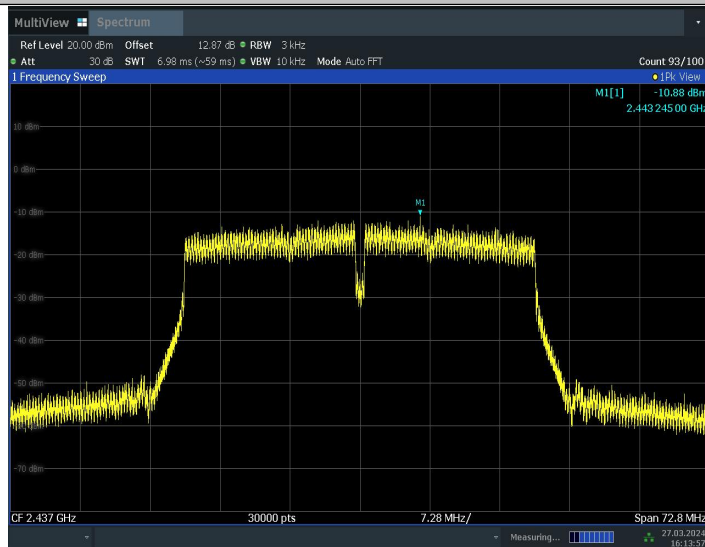 MultiView Spectrum
Ref Level 20.00 dBm Offset 12.87 dB RBW 3 kHz
Att 30 dB SWT 6.98 ms (~59 ms) VBW 10 kHz Mode Auto FFT Count 93/100
1 Frequency Sweep 1Pk View
M1[1] -10.88 dBm
2.443 245 00 GHz
10 dBm
0 dBm
M1
-10 dBm
-20 dBm
-30 dBm
-40 dBm
-50 dBm
-70 dBm
CF 2.437 GHz 30000 pts 7.28 MHz/ Span 72.8 MHz
Measuring... 27.03.2024
16:13:57